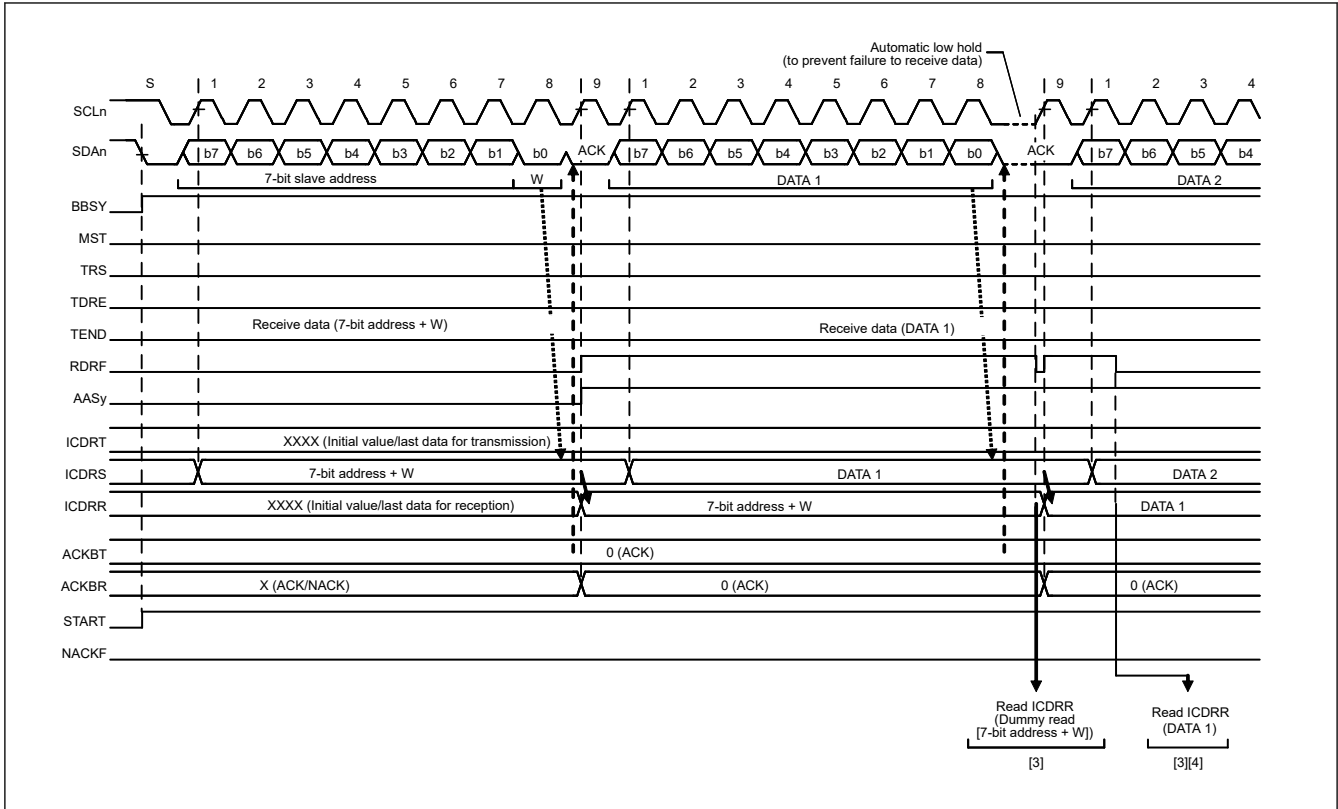 Automatic low hold
(to prevent failure to receive data)
S 1 2 3 4 5 6 7 8 9 1 2 3 4 5 6 7 8 9 1 2 3 4
SCLn
SDAn b7 b6 b5 b4 b3 b2 b1 b0 ACK b7 b6 b5 b4 b3 b2 b1 b0 ACK b7 b6 b5 b4
7-bit slave address W DATA 1 DATA 2
BBSY
MST
TRS
TDRE
Receive data (7-bit address + W) Receive data (DATA 1)
TEND
RDRF
AASy
ICDRT XXXX (Initial value/last data for transmission)
ICDRS 7-bit address + W DATA 1 DATA 2
ICDRR XXXX (Initial value/last data for reception) 7-bit address + W DATA 1
ACKBT 0 (ACK)
ACKBR X (ACK/NACK) 0 (ACK) 0 (ACK)
START
NACKF
Read ICDRR
(Dummy read
[7-bit address + W])
[3]
Read ICDRR
(DATA 1)
[3][4]